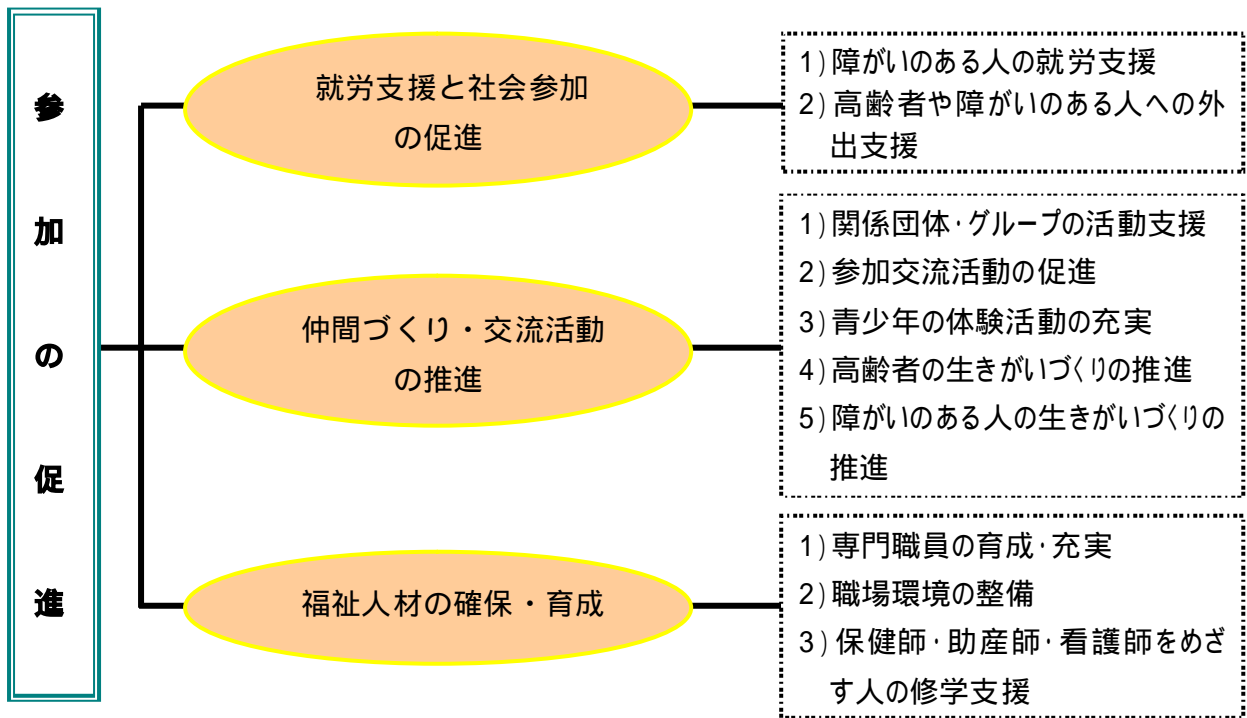 参加の促進
就労支援と社会参加
の促進
1)障がいのある人の就労支援
2)高齢者や障がいのある人への外
出支援
仲間づくり・交流活動
の推進
1)関係団体・グループの活動支援
2)参加交流活動の促進
3)青少年の体験活動の充実
4)高齢者の生きがいづくりの推進
5)障がいのある人の生きがいづくりの
推進
福祉人材の確保・育成
1)専門職員の育成・充実
2)職場環境の整備
3)保健師・助産師・看護師をめざ
す人の修学支援